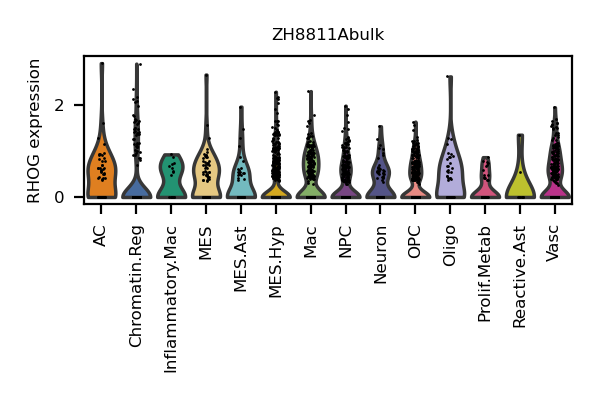 ZH8811Abulk
RHOG expression
2
0
AC
Chromatin.Reg
Inflammatory.Mac
MES
MES.Ast
MES.Hyp
Mac
NPC
Neuron
OPC
Oligo
Prolif.Metab
Reactive.Ast
Vasc